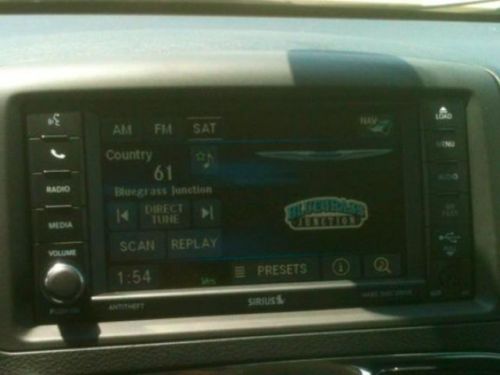 LOAD
AM FM SAT
NAV
MENU
Country
61
RADIO
AUDIO
Bluegrass Junction
DIRECT TUNE
MEDIA
BLUEGRASS
JUNCTION
SCAN REPLAY
VOLUME
1:54
PRESETS
ANTITHEFT
SIRIUS